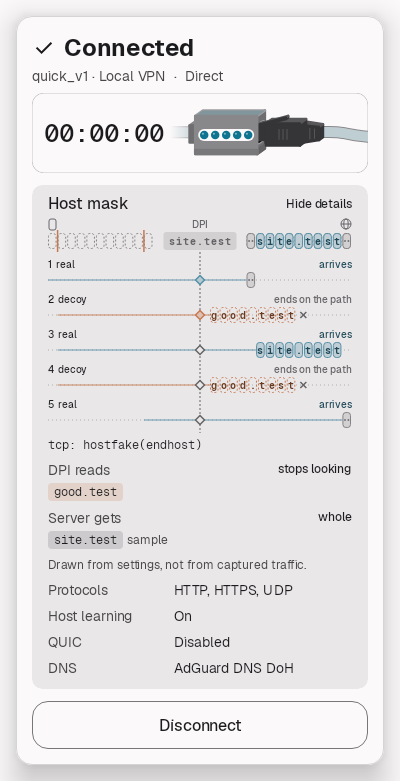 Connected
quick_v1 · Local VPN · Direct
00:00:00
Host mask Hide details
DPI
site.test site.test
1 real arrives
2 decoy ends on the path
good.test
3 real arrives
site.test
4 decoy ends on the path
good.test
5 real arrives
tcp: hostfake(endhost)
DPI reads stops looking
good.test
Server gets whole
site.test sample
Drawn from settings, not from captured traffic.
Protocols HTTP, HTTPS, UDP
Host learning On
QUIC Disabled
DNS AdGuard DNS DoH
Disconnect